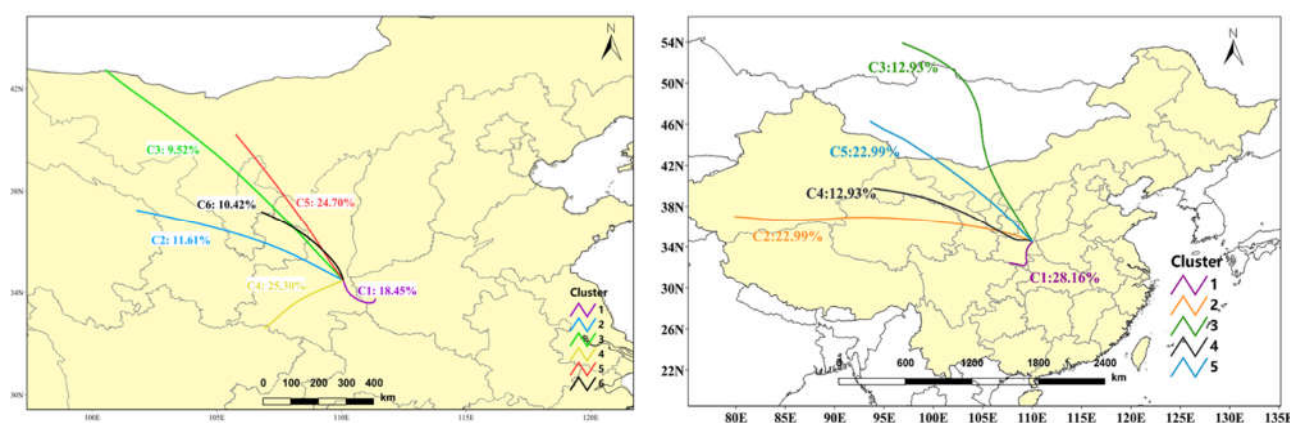 N
42N
38N
34N
30N
C3: 9.52%
C6: 10.42%
C5: 24.70%
C2: 11.61%
C4: 25.30%
C1: 18.45%
Cluster
1
2
3
4
5
6
0 100 200 300 400
km
100E 105E 110E 115E 120E
N
54N
50N
46N
42N
38N
34N
30N
26N
22N
C3:12.93%
C5:22.99%
C4:12.93%
C2:22.99%
C1:28.16%
Cluster
1
2
3
4
5
0 600 1200 1800 2400
km
80E 85E 90E 95E 100E 105E 110E 115E 120E 125E 130E 135E